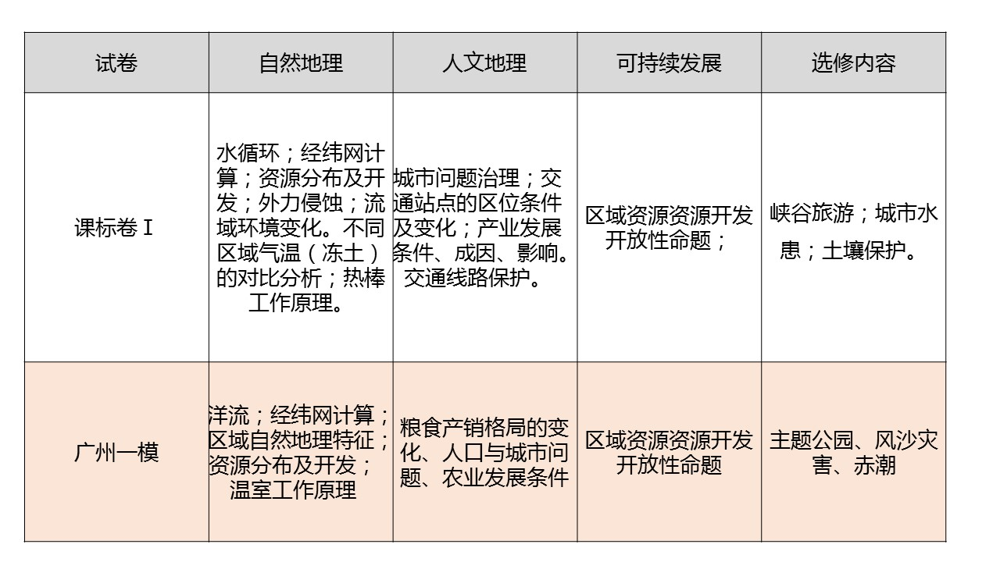 试卷
自然地理
人文地理
可持续发展
选修内容
课标卷Ⅰ
水循环；经纬网计
算；资源分布及开
发；外力侵蚀；流
域环境变化。不同
区域气温（冻土）
的对比分析；热棒
工作原理。
城市问题治理；交
通站点的区位条件
及变化；产业发展
条件、成因、影响。
交通线路保护。
区域资源资源开发
开放性命题；
峡谷旅游；城市水
患；土壤保护。
广州一模
洋流；经纬网计算；
区域自然地理特征；
资源分布及开发；
温室工作原理
粮食产销格局的变
化、人口与城市问
题、农业发展条件
区域资源资源开发
开放性命题
主题公园、风沙灾
害、赤潮